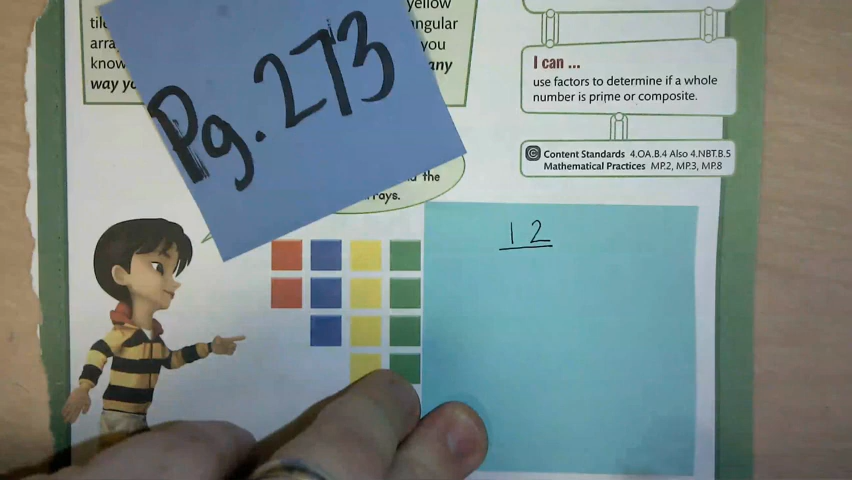 yellow
tile
angular
arra
you
know
any
way yo
Pg. 273
the
rays.
I can ...
use factors to determine if a whole
number is prime or composite.
Content Standards 4.OA.B.4 Also 4.NBT.B.5
Mathematical Practices MP.2, MP.3, MP.8
12